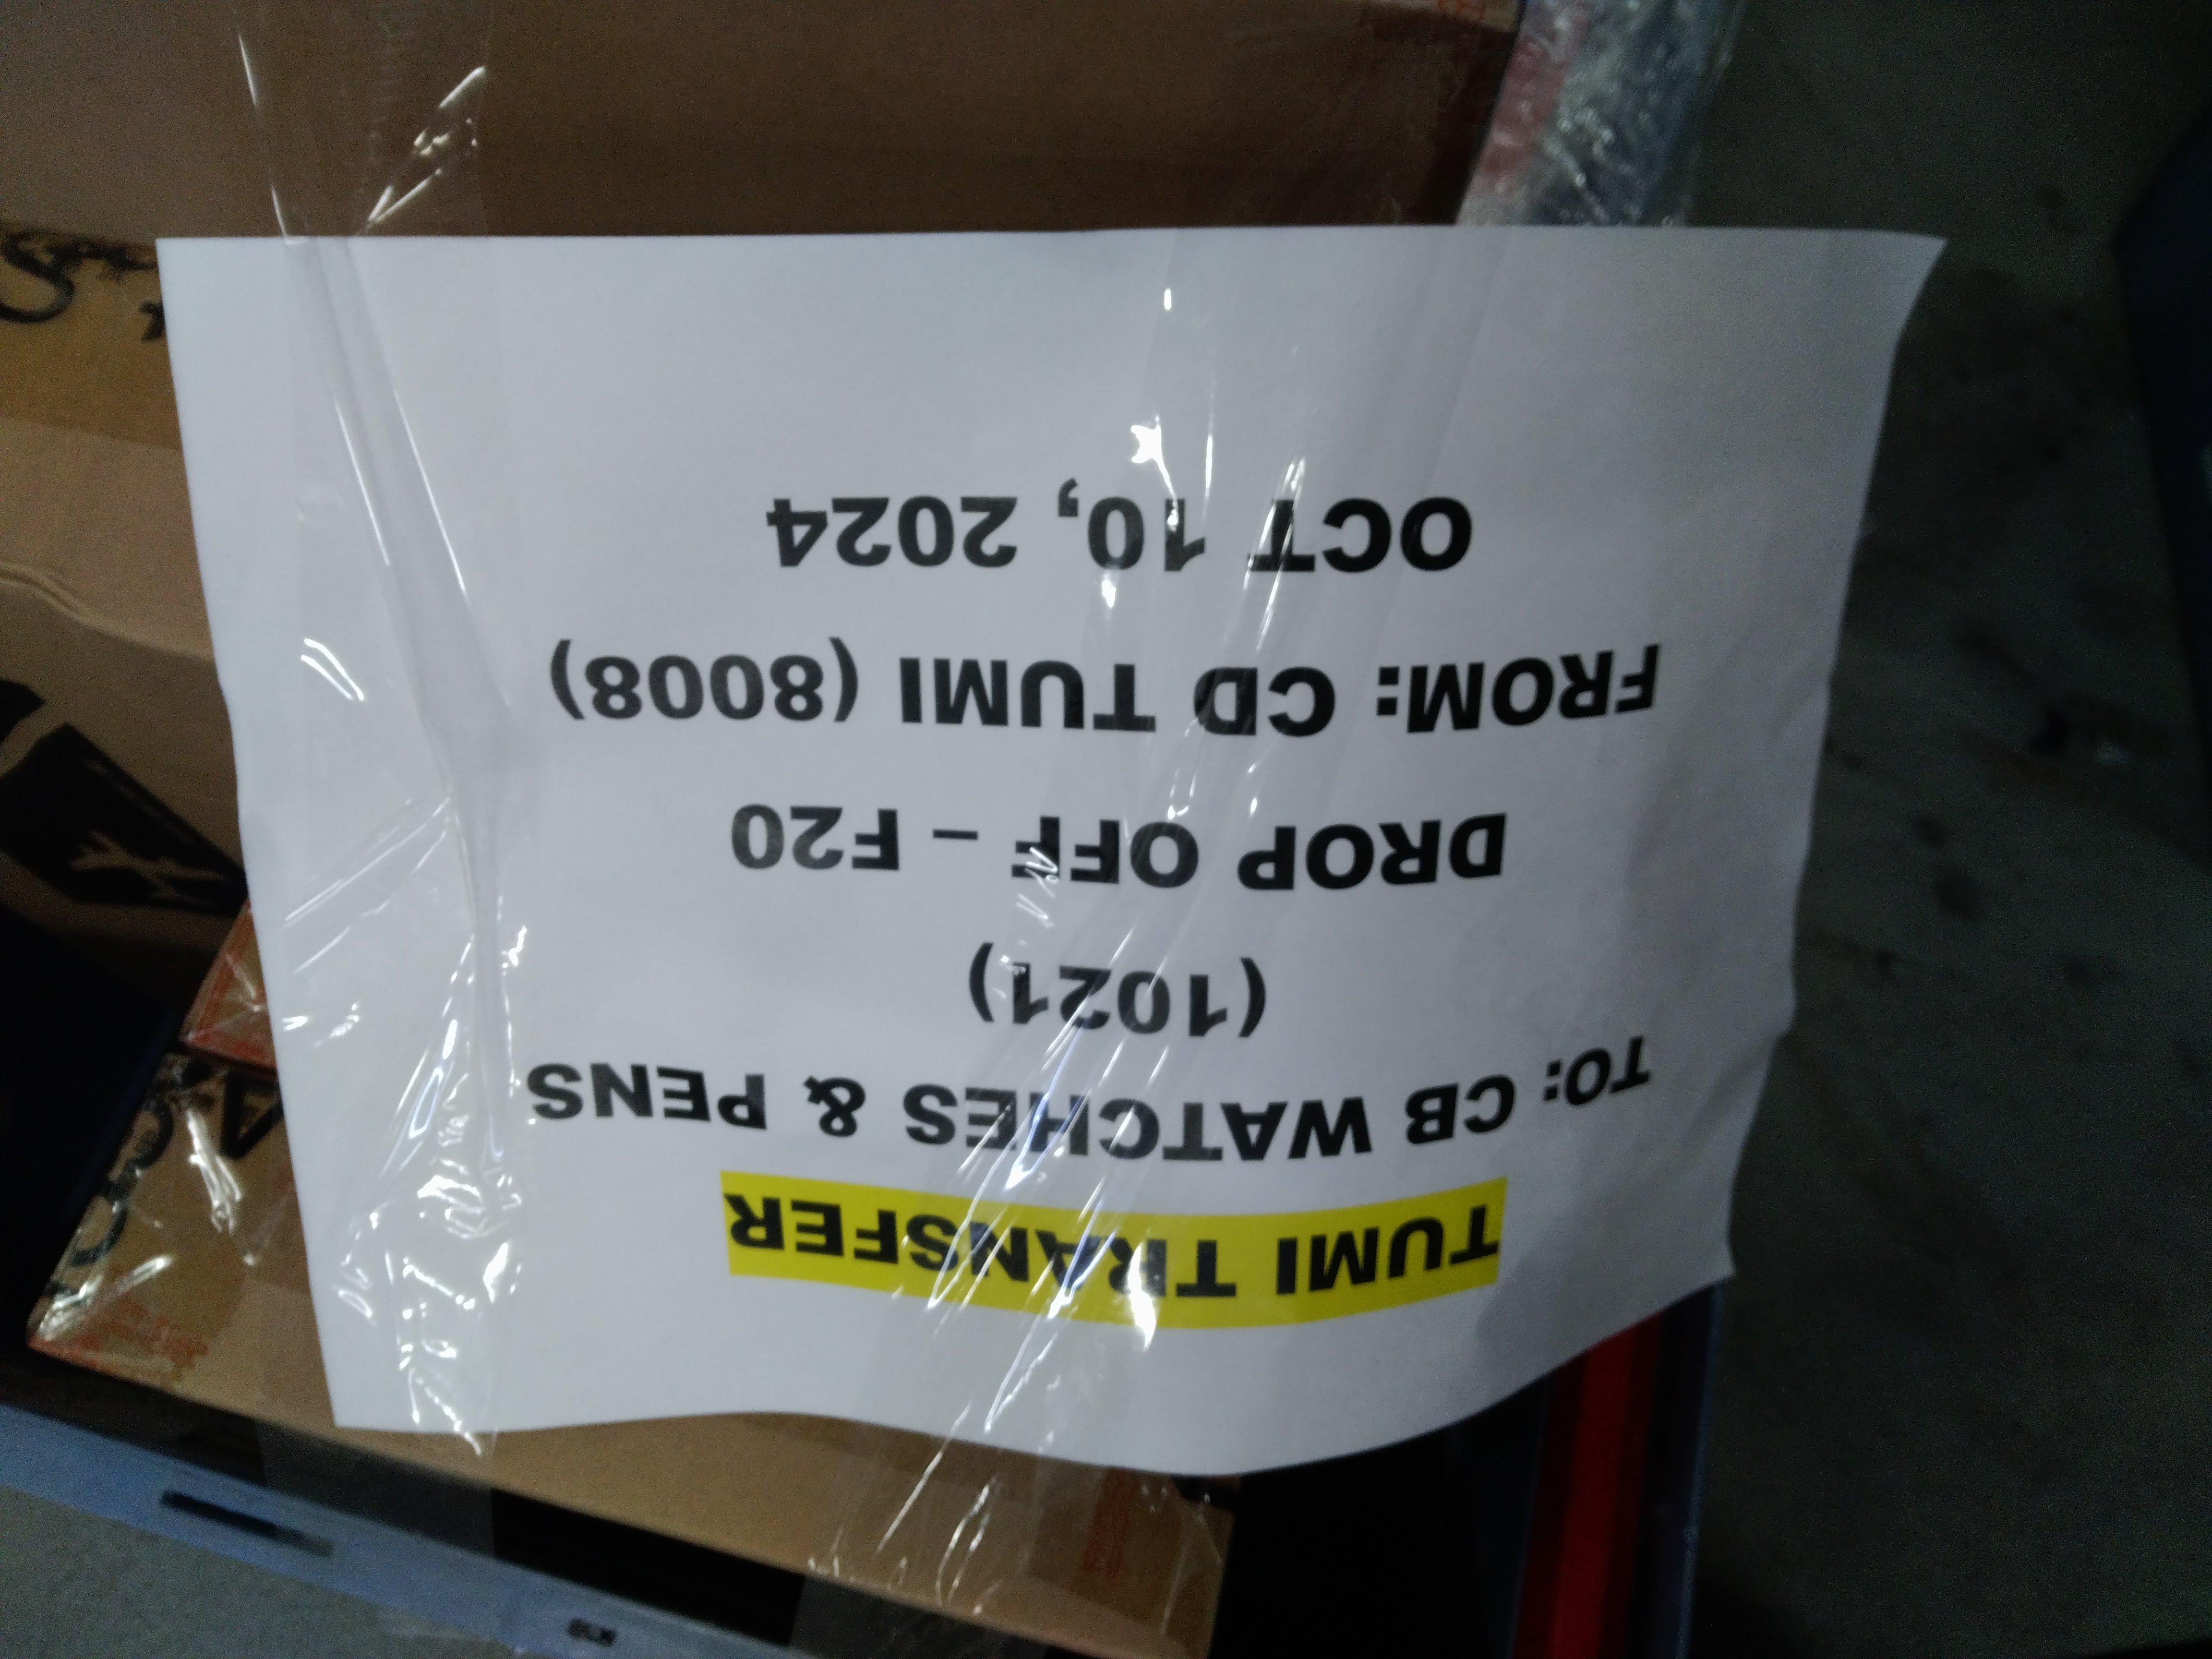 TUMI TRANSFER
TO: CB WATCHES & PENS
(1021)
DROP OFF – F20
FROM: CD TUMI (8008)
OCT 10, 2024